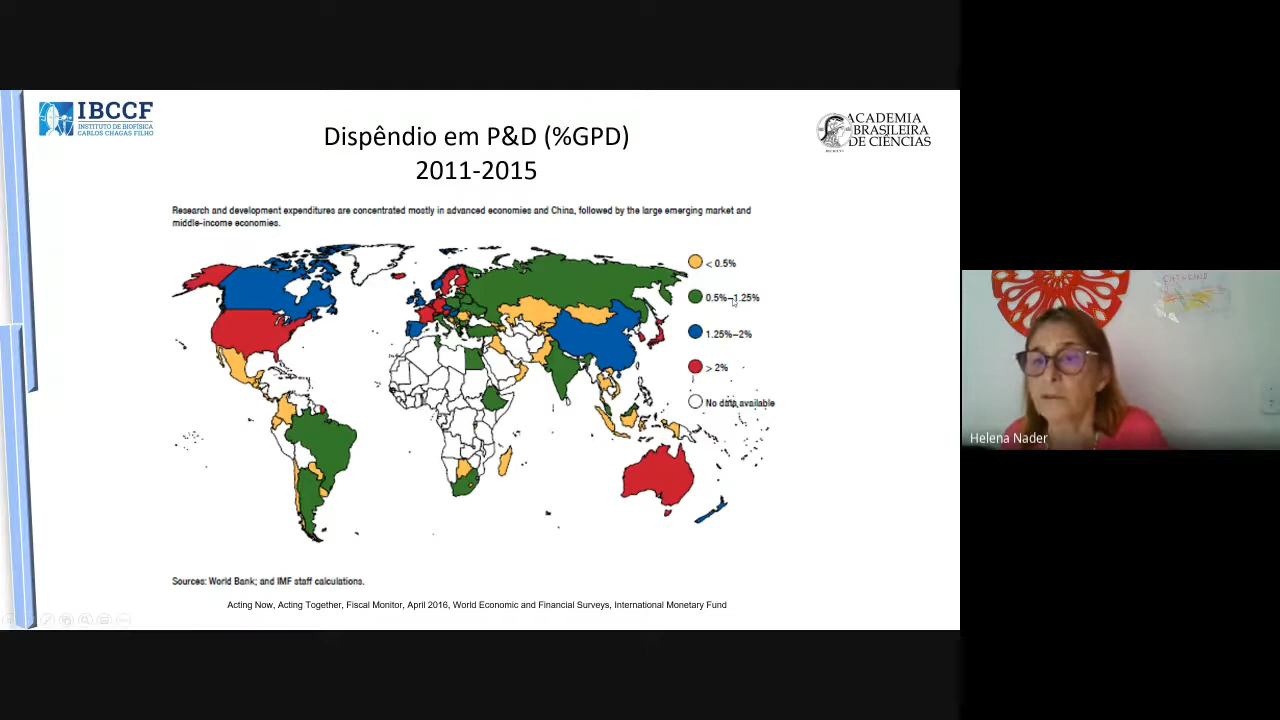 IBCCF
INSTITUTO DE BIOFÍSICA
CARLOS CHAGAS FILHO
Dispêndio em P&D (%GPD)
2011-2015
ACADEMIA
BRASILEIRA
DE CIÊNCIAS
Research and development expenditures are concentrated mostly in advanced economies and China, followed by the large emerging market and
middle-income economies.
< 0.5%
0.5%–1.25%
1.25%–2%
> 2%
No data available
Sources: World Bank; and IMF staff calculations.
Acting Now, Acting Together, Fiscal Monitor, April 2016, World Economic and Financial Surveys, International Monetary Fund
Helena Nader